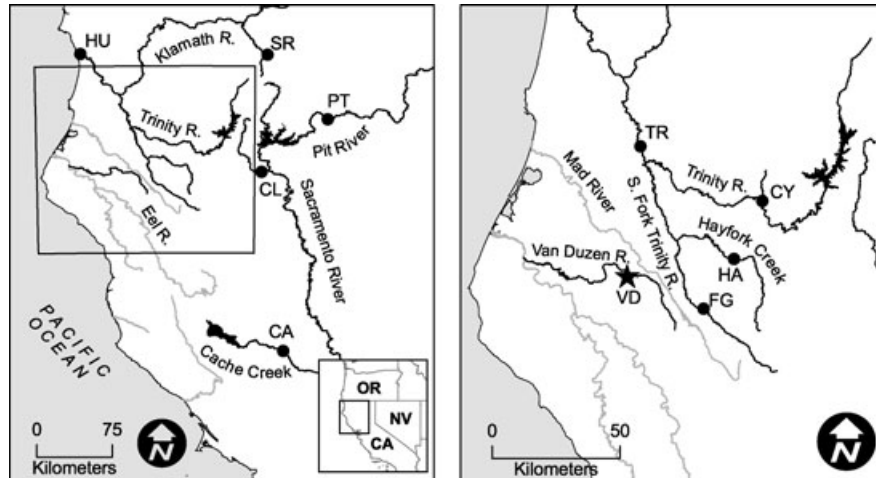 HU
Klamath R.
SR
PT
Trinity R.
Pit River
CL
Sacramento River
Eel R.
PACIFIC
OCEAN
CA
Cache Creek
0 75
Kilometers
N
OR
NV
CA
TR
Mad River
Trinity R.
CY
S. Fork Trinity R.
Hayfork Creek
Van Duzen R.
HA
VD
FG
0 50
Kilometers
N